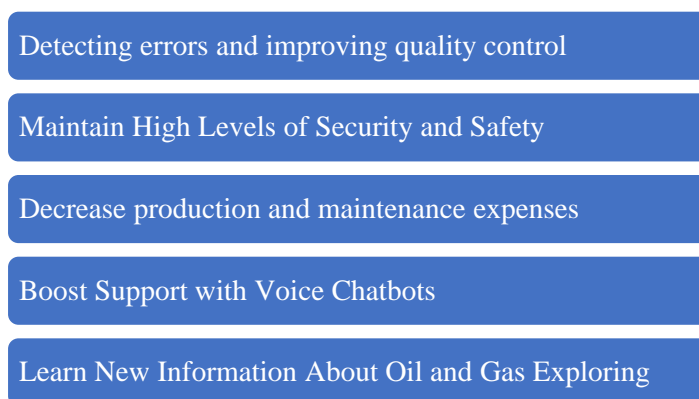 Detecting errors and improving quality control
Maintain High Levels of Security and Safety
Decrease production and maintenance expenses
Boost Support with Voice Chatbots
Learn New Information About Oil and Gas Exploring